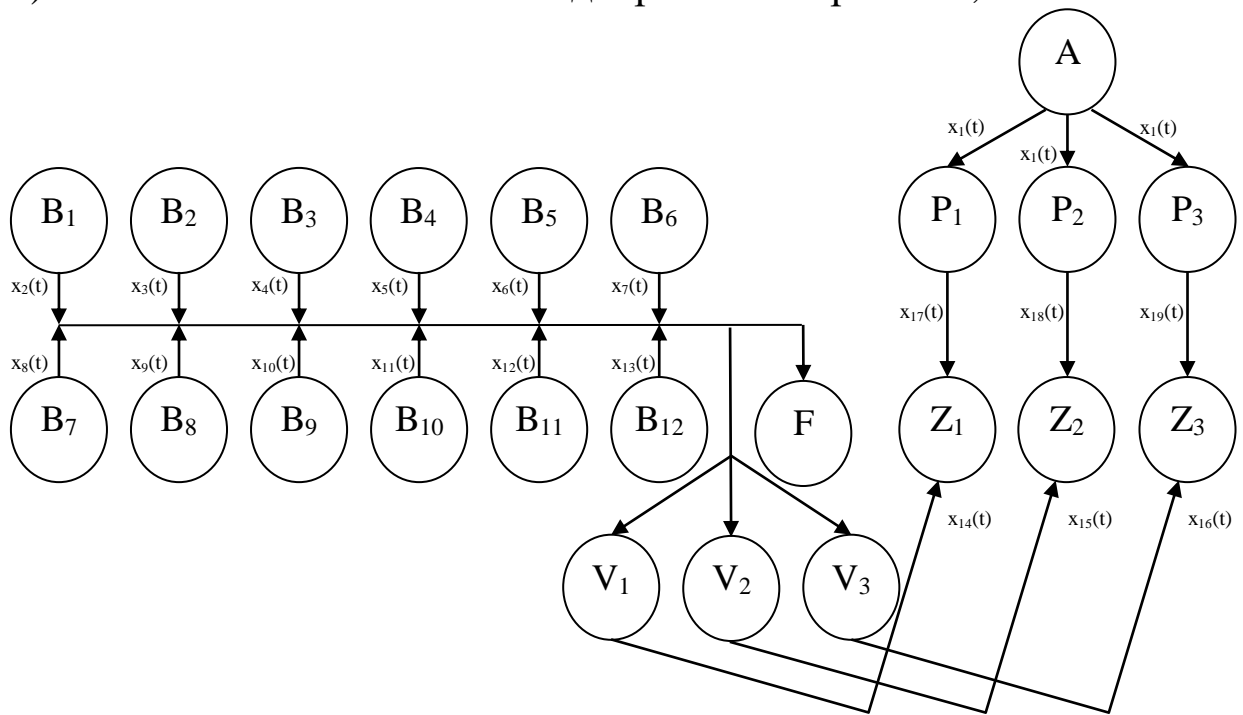 A
x₁(t) x₁(t) x₁(t)
B₁ B₂ B₃ B₄ B₅ B₆ P₁ P₂ P₃
x₂(t) x₃(t) x₄(t) x₅(t) x₆(t) x₇(t)
x₁₇(t) x₁₈(t) x₁₉(t)
x₈(t) x₉(t) x₁₀(t) x₁₁(t) x₁₂(t) x₁₃(t)
B₇ B₈ B₉ B₁₀ B₁₁ B₁₂ F Z₁ Z₂ Z₃
x₁₄(t) x₁₅(t) x₁₆(t)
V₁ V₂ V₃